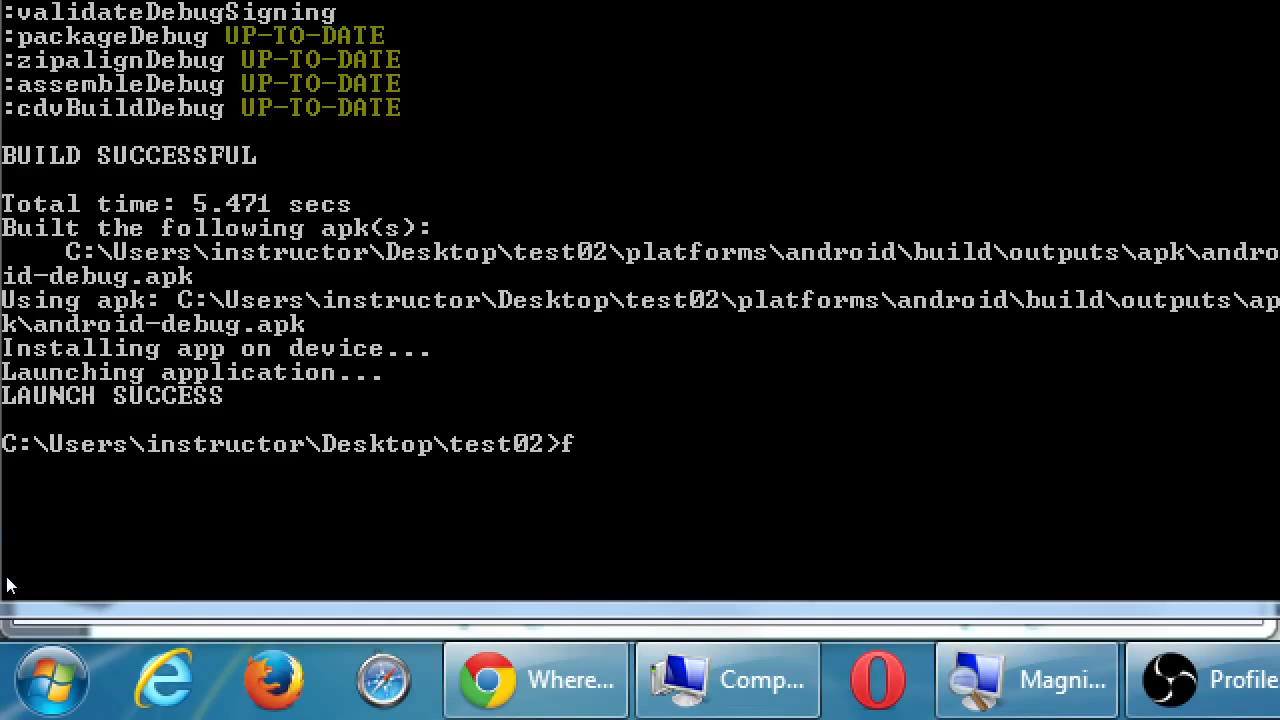 :validateDebugSigning
:packageDebug UP-TO-DATE
:zipalignDebug UP-TO-DATE
:assembleDebug UP-TO-DATE
:cdvBuildDebug UP-TO-DATE
BUILD SUCCESSFUL
Total time: 5.471 secs
Built the following apk(s):
C:\Users\instructor\Desktop\test02\platforms\android\build\outputs\apk\andro
id-debug.apk
Using apk: C:\Users\instructor\Desktop\test02\platforms\android\build\outputs\ap
k\android-debug.apk
Installing app on device...
Launching application...
LAUNCH SUCCESS
C:\Users\instructor\Desktop\test02>f
Where... Comp... Magni... Profile